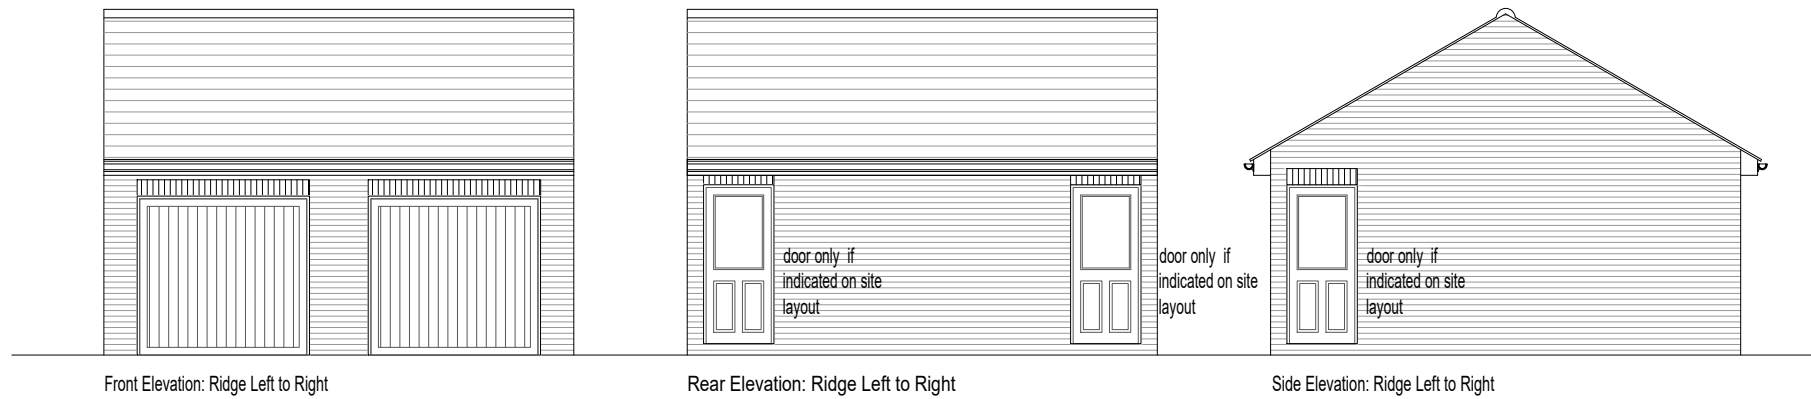 door only if
indicated on site
layout
door only if
indicated on site
layout
door only if
indicated on site
layout
Front Elevation: Ridge Left to Right
Rear Elevation: Ridge Left to Right
Side Elevation: Ridge Left to Right